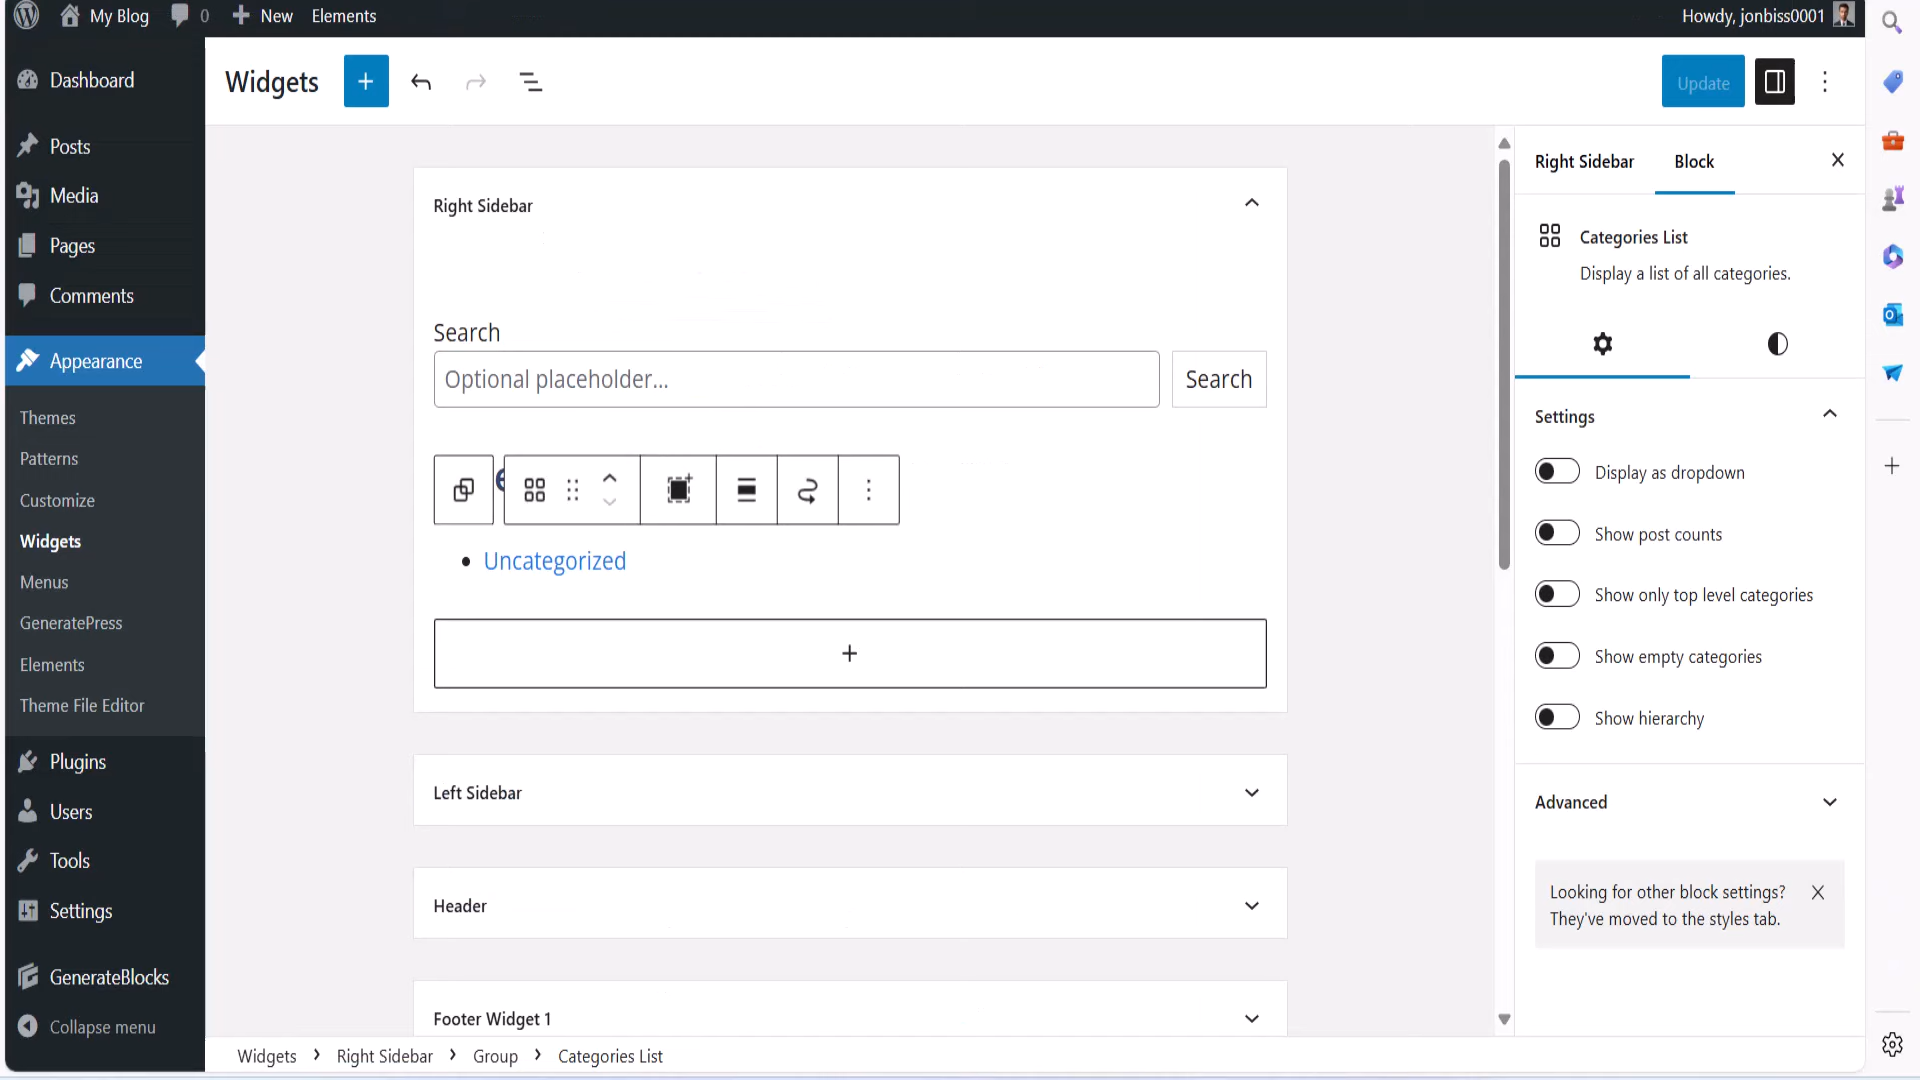 My Blog 0 New Elements Howdy, jonbiss0001
Dashboard
Posts
Media
Pages
Comments
Appearance
Themes
Patterns
Customize
Widgets
Menus
GeneratePress
Elements
Theme File Editor
Plugins
Users
Tools
Settings
GenerateBlocks
Collapse menu
Widgets
Update
Right Sidebar
Search
Optional placeholder...
Search
Uncategorized
Left Sidebar
Header
Footer Widget 1
Right Sidebar Block
Categories List
Display a list of all categories.
Settings
Display as dropdown
Show post counts
Show only top level categories
Show empty categories
Show hierarchy
Advanced
Looking for other block settings?
They've moved to the styles tab.
Widgets > Right Sidebar > Group > Categories List